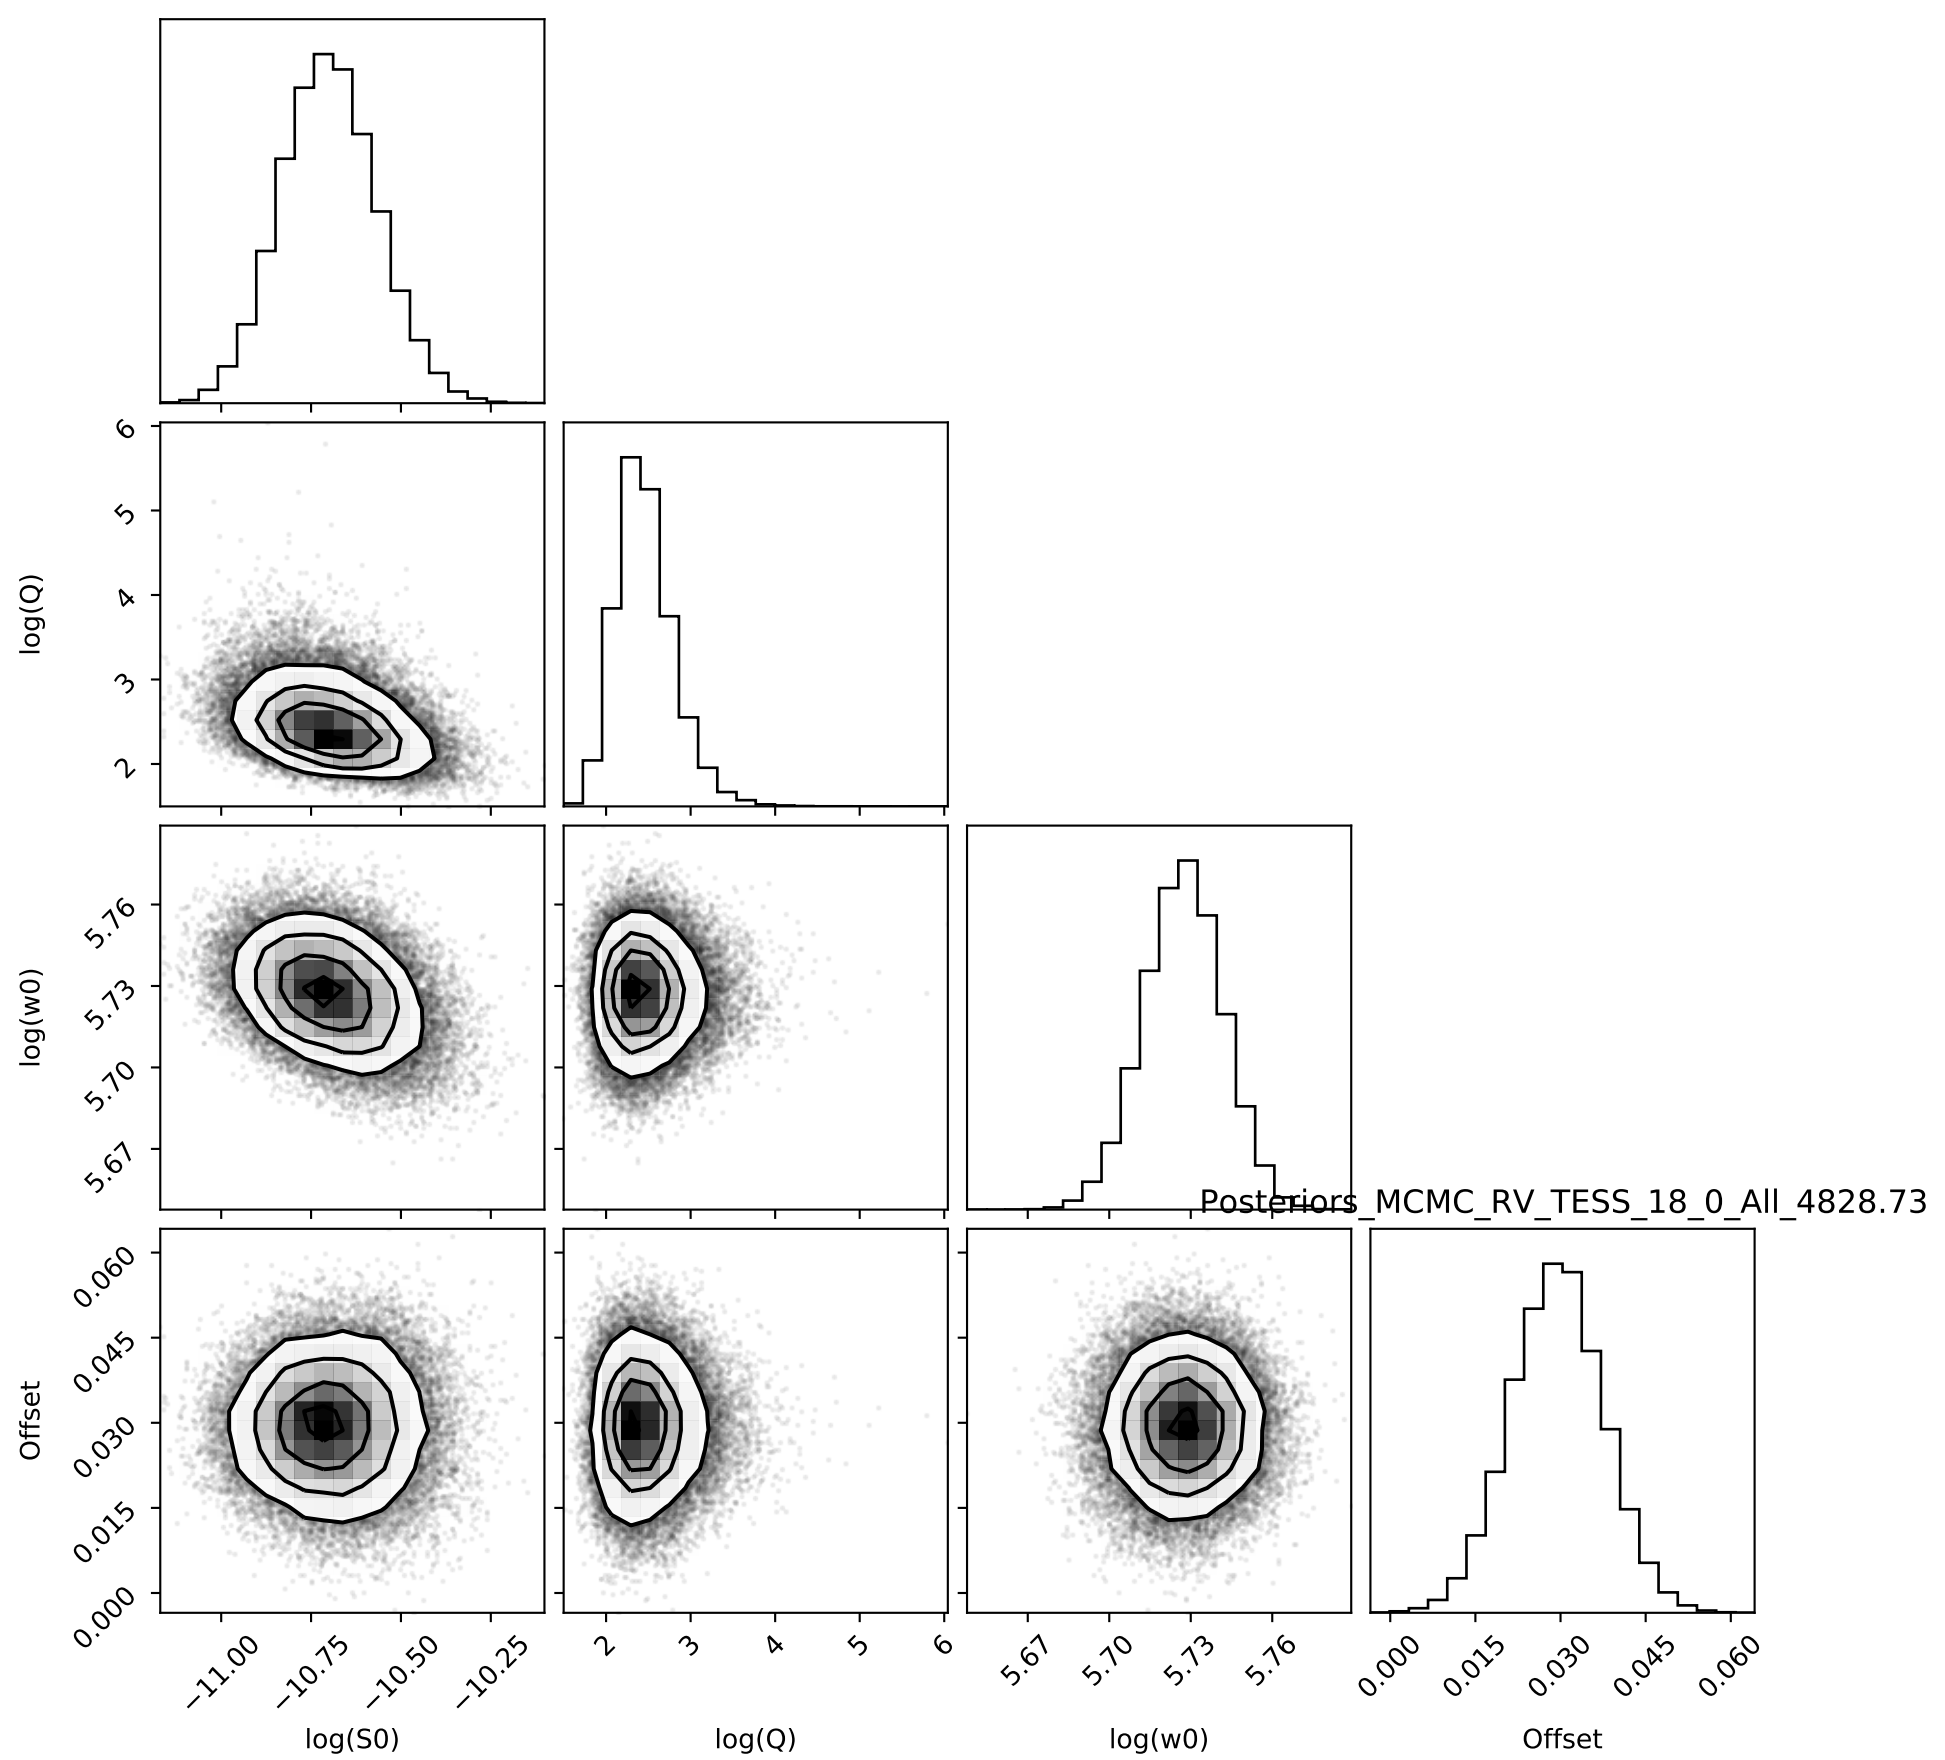 6
5
4
3
2
log(Q)
5.76
5.73
5.70
5.67
log(w0)
Posteriors_MCMC_RV_TESS_18_0_All_4828.73
0.060
0.045
0.030
0.015
0.000
Offset
−11.00 −10.75 −10.50 −10.25 2 3 4 5 6 5.67 5.70 5.73 5.76 0.000 0.015 0.030 0.045 0.060
log(S0) log(Q) log(w0) Offset